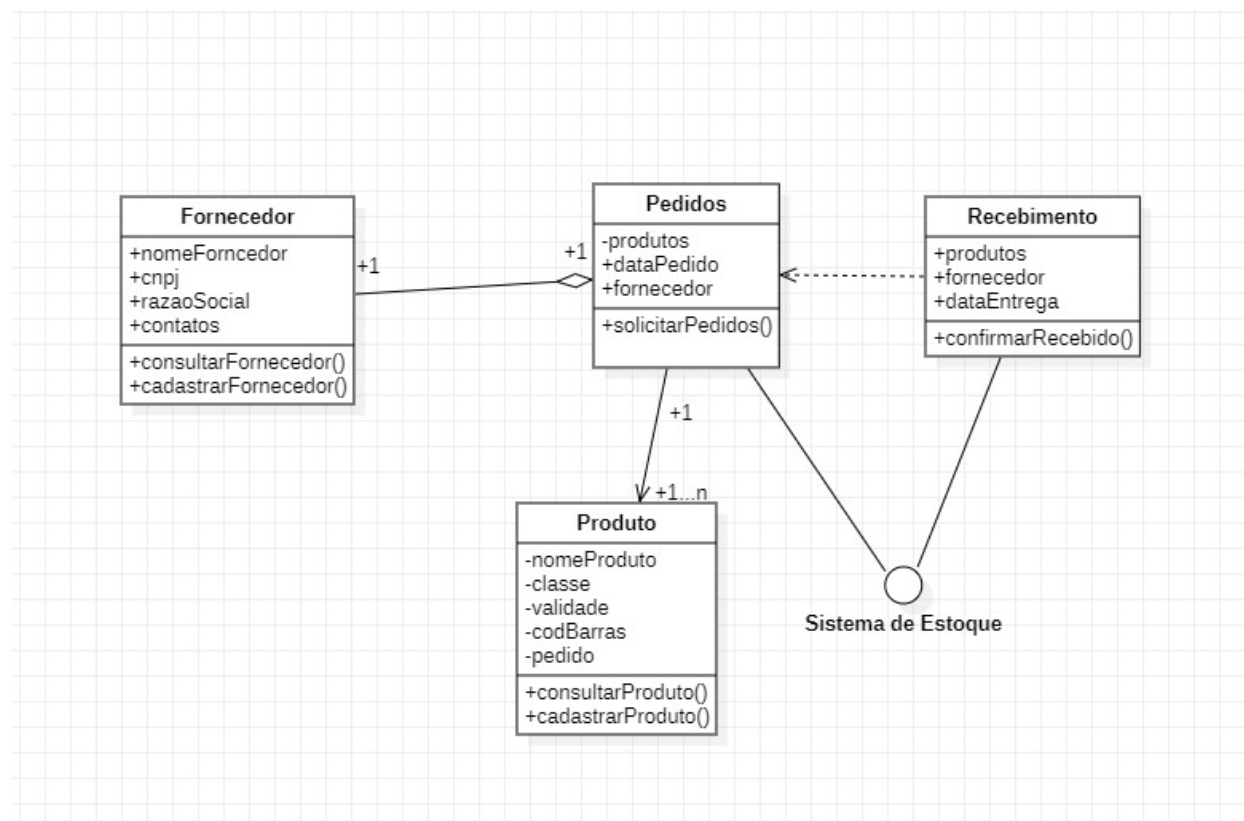 Fornecedor
+nomeForncedor
+cnpj
+razaoSocial
+contatos
+consultarFornecedor()
+cadastrarFornecedor()
+1
+1
Pedidos
-produtos
+dataPedido
+fornecedor
+solicitarPedidos()
Recebimento
+produtos
+fornecedor
+dataEntrega
+confirmarRecebido()
+1
+1...n
Produto
-nomeProduto
-classe
-validade
-codBarras
-pedido
+consultarProduto()
+cadastrarProduto()
Sistema de Estoque